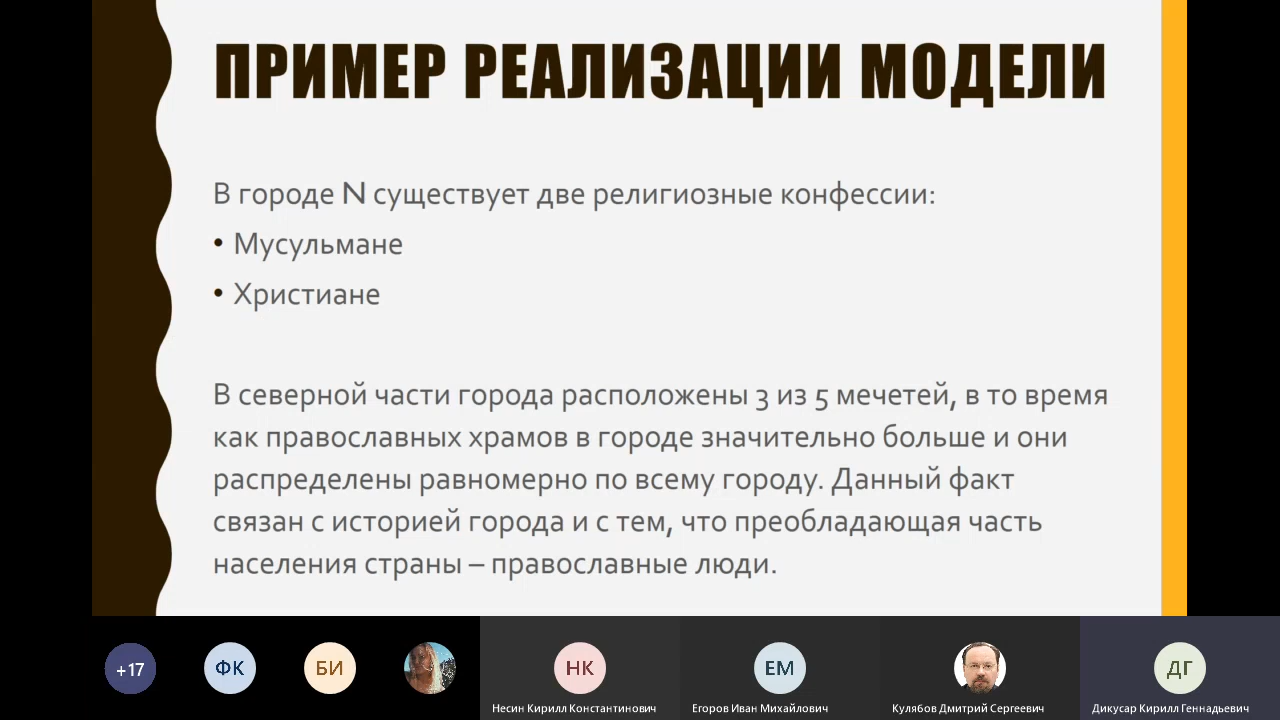 ПРИМЕР РЕАЛИЗАЦИИ МОДЕЛИ
В городе N существует две религиозные конфессии:
• Мусульмане
• Христиане
В северной части города расположены 3 из 5 мечетей, в то время
как православных храмов в городе значительно больше и они
распределены равномерно по всему городу. Данный факт
связан с историей города и с тем, что преобладающая часть
населения страны – православные люди.
+17
ФК
БИ
НК
ЕМ
ДГ
Несин Кирилл Константинович
Егоров Иван Михайлович
Кулябов Дмитрий Сергеевич
Дикусар Кирилл Геннадьевич